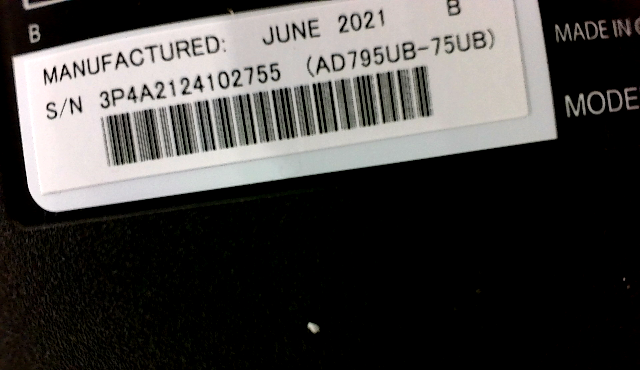 B
MANUFACTURED: JUNE 2021 B
S/N 3P4A2124102755 (AD795UB-75UB)
MADE IN
MODE